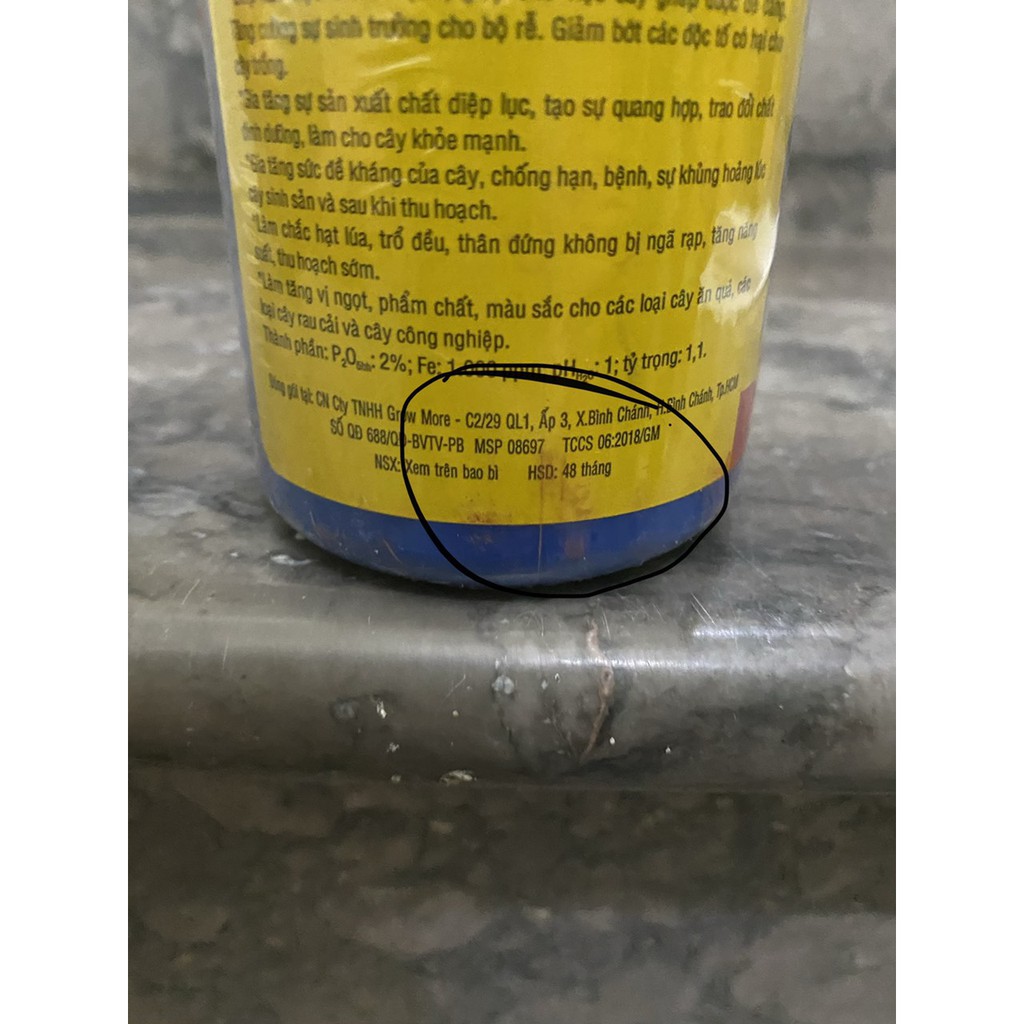 Tăng cường sự sinh trưởng cho bộ rễ. Giảm bớt các độc tố có hại cho
cây trồng.
*Gia tăng sự sản xuất chất diệp lục, tạo sự quang hợp, trao đổi chất
dinh dưỡng, làm cho cây khỏe mạnh.
*Gia tăng sức đề kháng của cây, chống hạn, bệnh, sự khủng hoảng lúc
cây sinh sản và sau khi thu hoạch.
*Làm chắc hạt lúa, trổ đều, thân đứng không bị ngã rạp, tăng năng
suất, thu hoạch sớm.
*Làm tăng vị ngọt, phẩm chất, màu sắc cho các loại cây ăn quả, các
loại cây rau cải và cây công nghiệp.
Thành phần: P₂O₅hh: 2%; Fe: 1.000 ppm, pHH₂O: 1; tỷ trọng: 1,1.
Đóng gói tại: CN Cty TNHH Grow More - C2/29 QL1, Ấp 3, X.Bình Chánh, H.Bình Chánh, Tp.HCM
SỐ QĐ 688/QĐ-BVTV-PB MSP 08697 TCCS 06:2018/GM
NSX: Xem trên bao bì HSD: 48 tháng